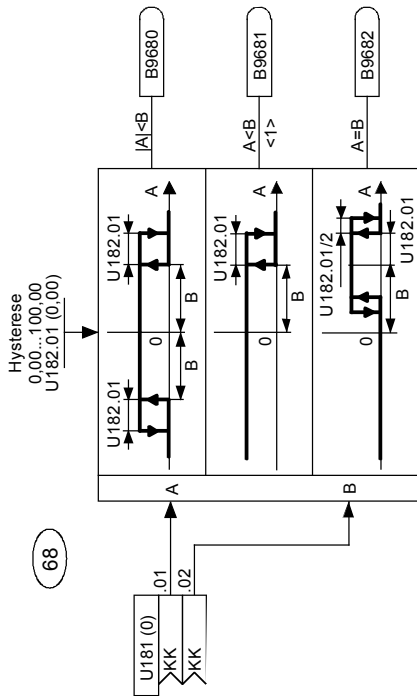 68
Hysterese
0,00...100,00
U182.01 (0,00)
U181 (0)
KK
.01
KK
.02
A
B
U182.01
U182.01
0
B
B
A
|A|<B
B9680
U182.01
0
B
A
A<B
<1>
B9681
U182.01/2
U182.01
0
B
A
A=B
B9682